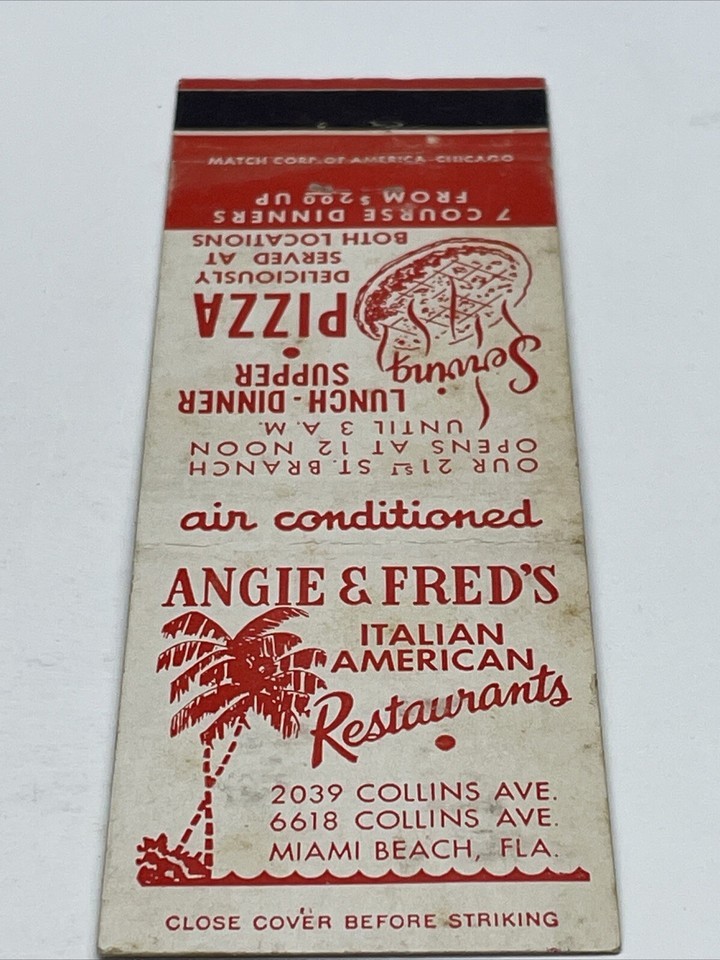 MATCH CORP. OF AMERICA, CHICAGO
air conditioned
ANGIE & FRED'S
ITALIAN
AMERICAN
Restaurants
2039 COLLINS AVE.
6618 COLLINS AVE.
MIAMI BEACH, FLA.
CLOSE COVER BEFORE STRIKING
OUR 21ST ST. BRANCH
OPENS AT 12 NOON
UNTIL 3 A.M.
LUNCH - DINNER
SUPPER
Serving
PIZZA
DELICIOUSLY
SERVED AT
BOTH LOCATIONS
7 COURSE DINNERS
FROM $2.00 UP